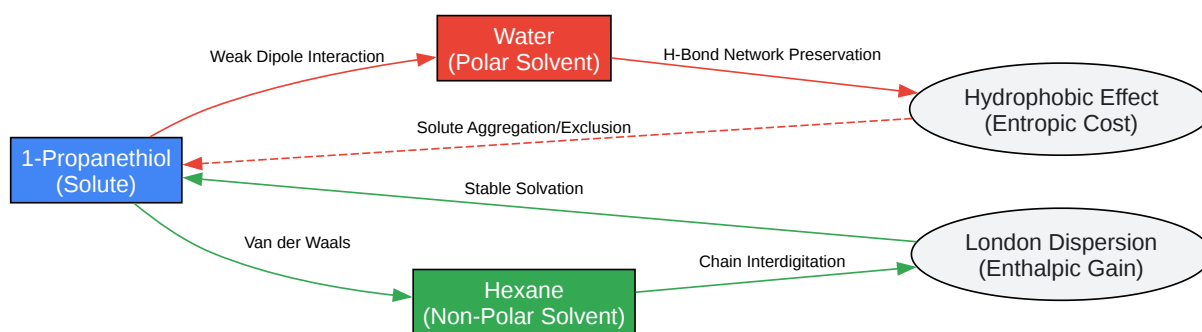 Water
(Polar Solvent)
Weak Dipole Interaction
H-Bond Network Preservation
Hydrophobic Effect
(Entropic Cost)
Solute Aggregation/Exclusion
1-Propanethiol
(Solute)
Stable Solvation
Van der Waals
London Dispersion
(Enthalpic Gain)
Chain Interdigitation
Hexane
(Non-Polar Solvent)